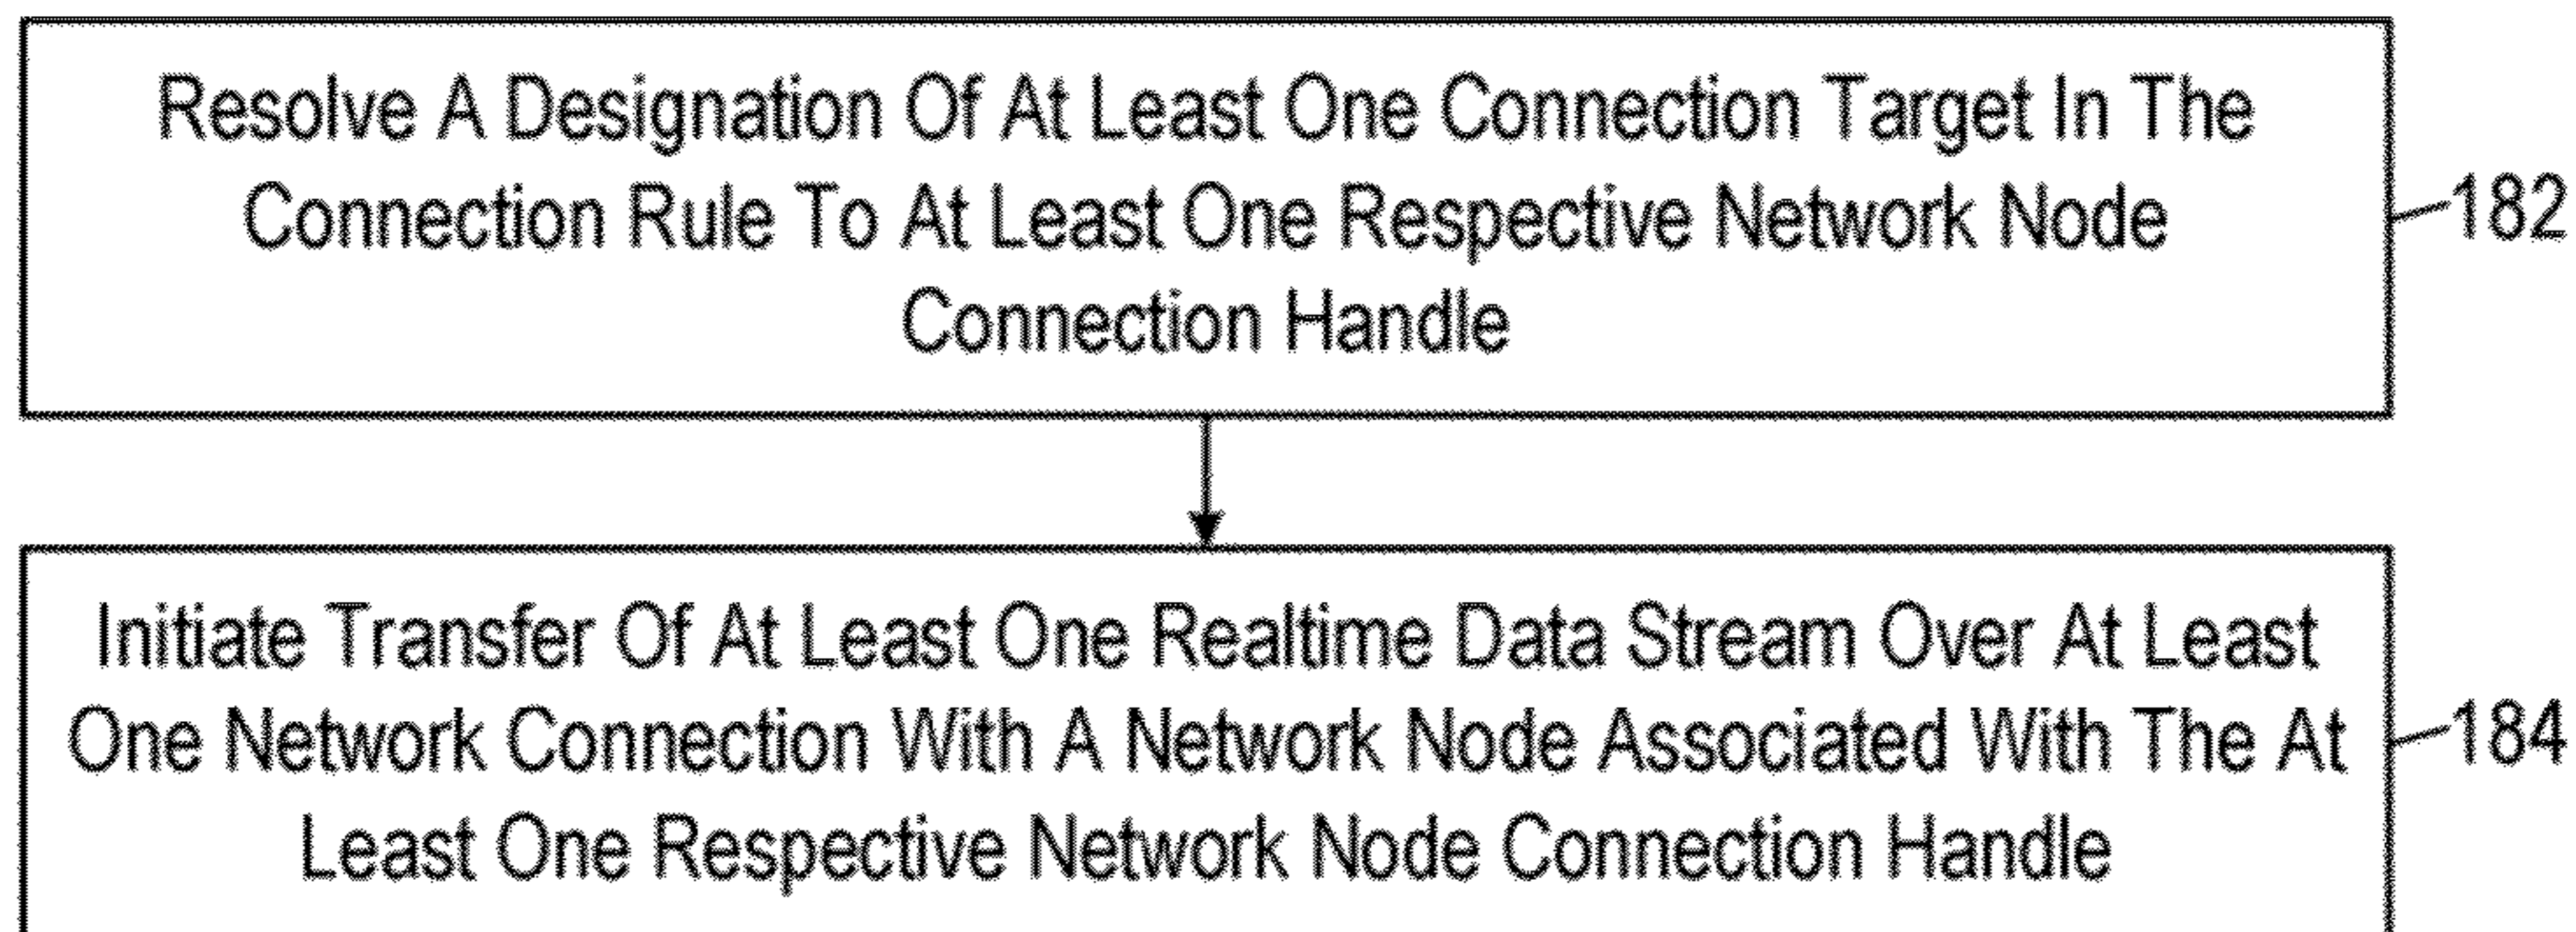 Resolve A Designation Of At Least One Connection Target In The
Connection Rule To At Least One Respective Network Node
Connection Handle
182
Initiate Transfer Of At Least One Realtime Data Stream Over At Least
One Network Connection With A Network Node Associated With The At
Least One Respective Network Node Connection Handle
184